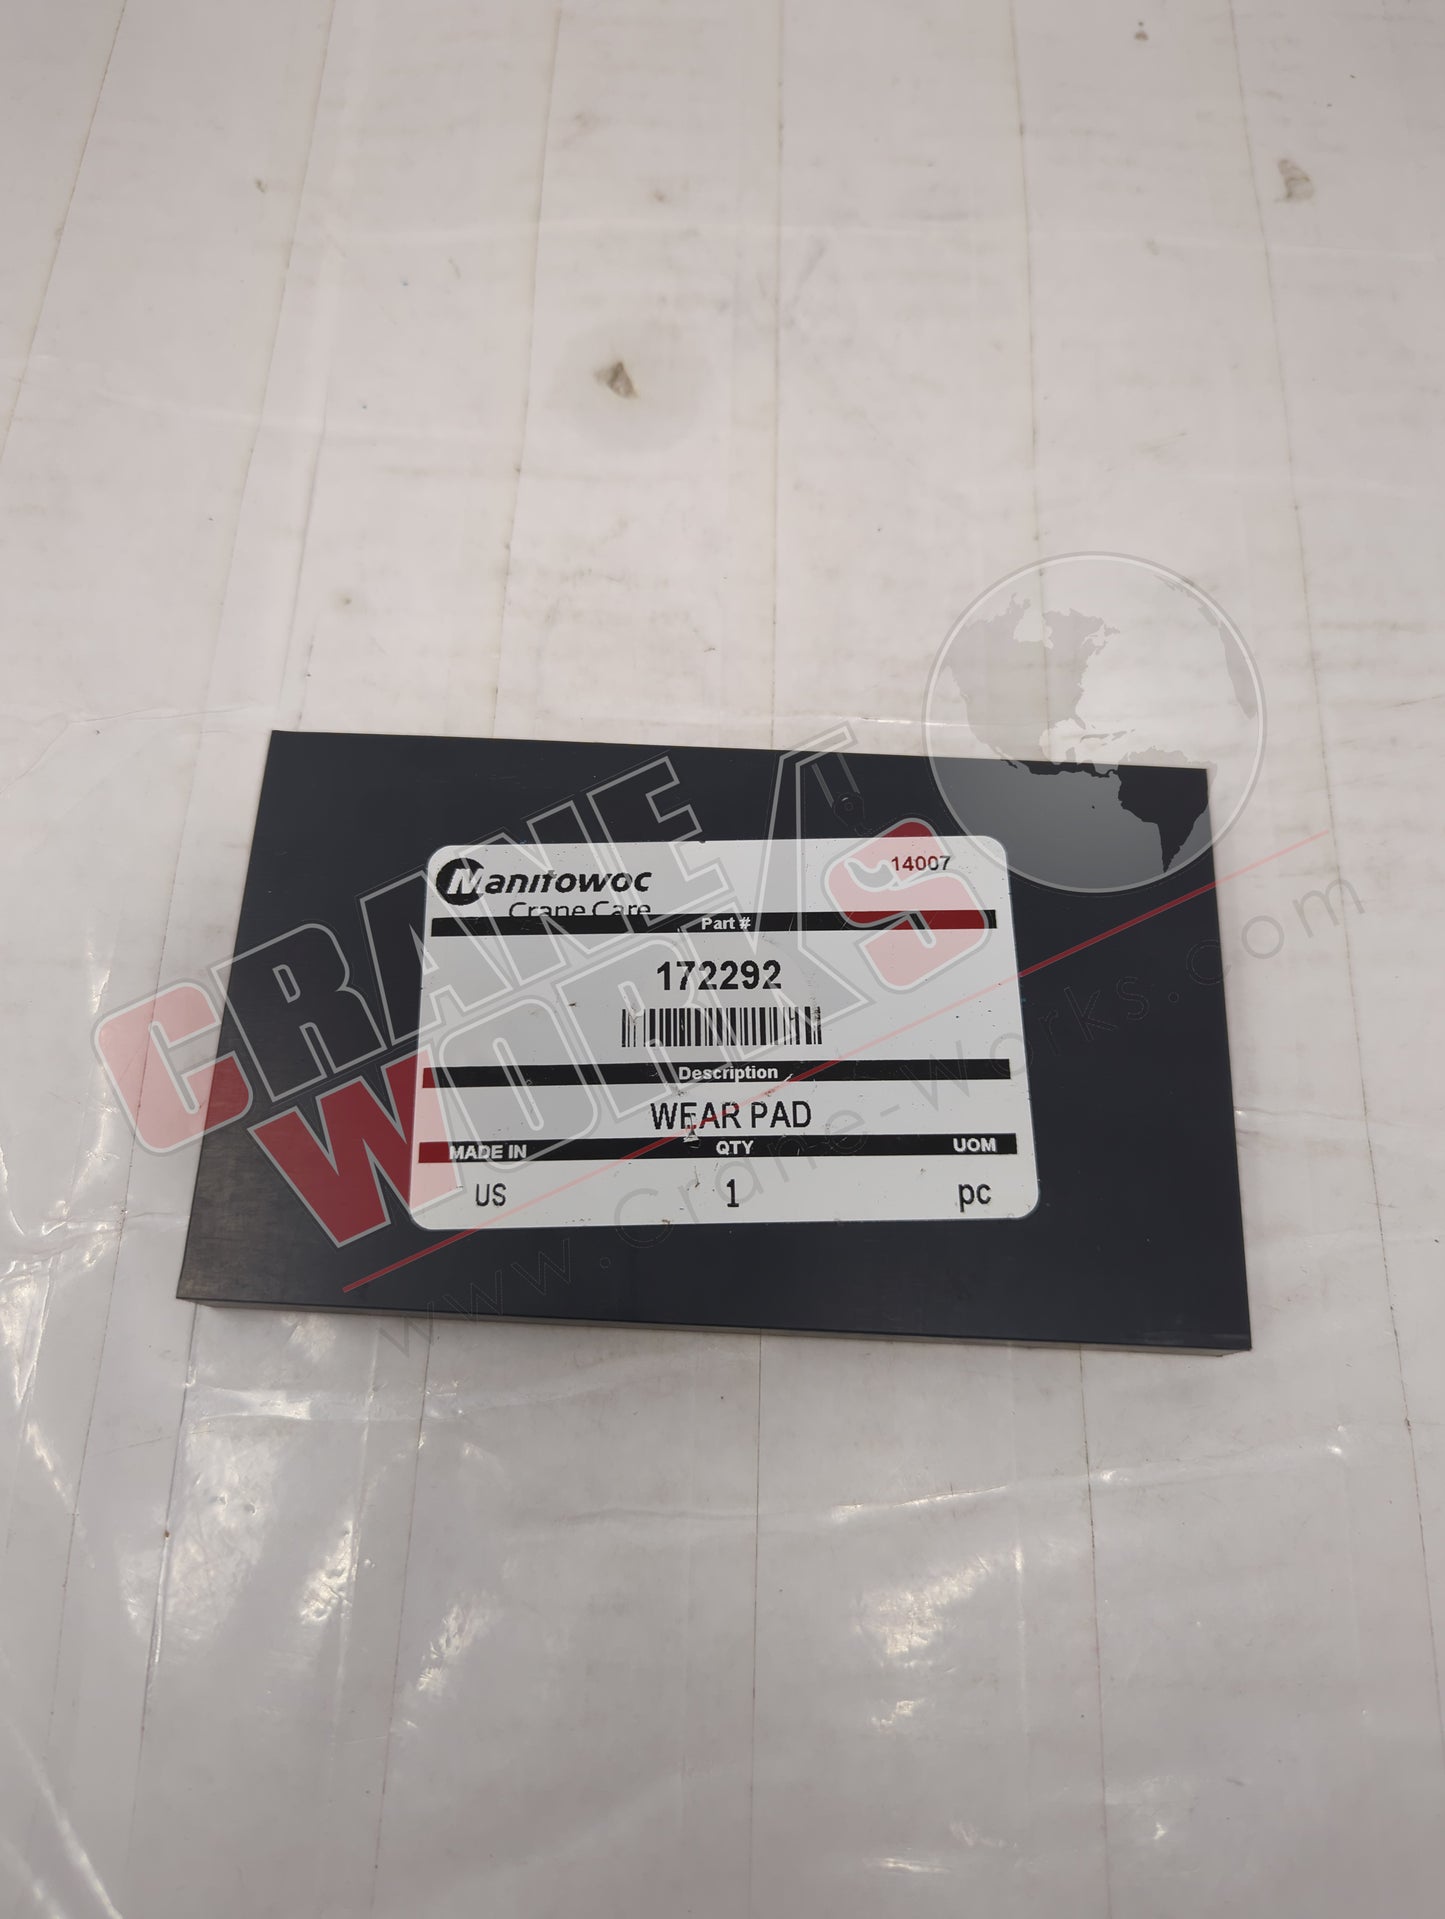 Manitowoc
Crane Care
14007
Part #
172292
Description
WEAR PAD
MADE IN QTY UOM
US 1 pc
CRANE
WORKS
www.crane-works.com